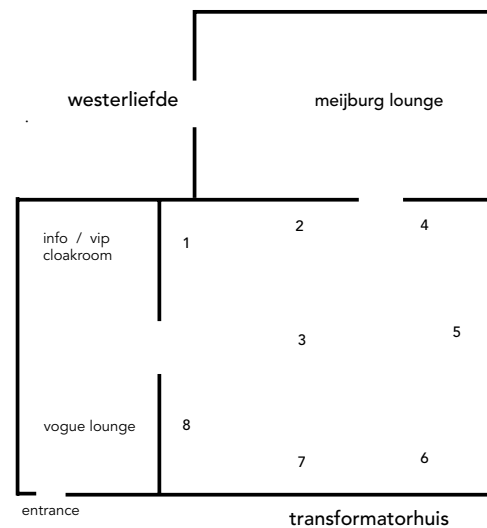 westerliefde
meijburg lounge
info / vip
cloakroom
1
2
4
3
5
vogue lounge
8
7
6
entrance
transformatorhuis